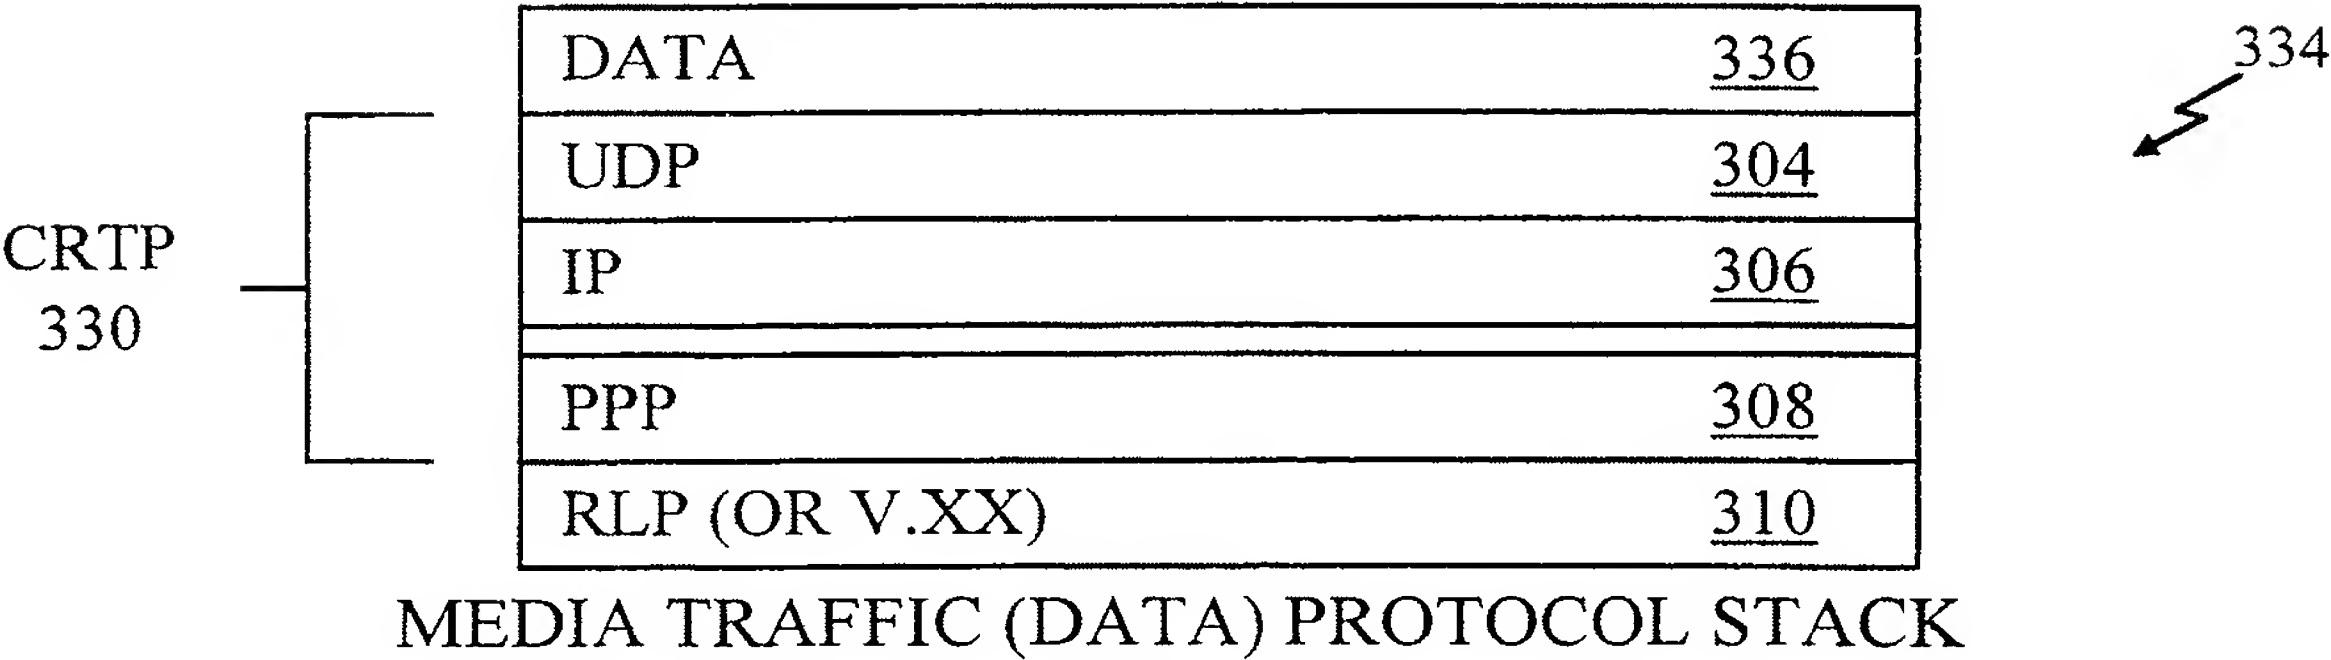 DATA 336
334
UDP 304
CRTP
330
IP 306
PPP 308
RLP (OR V.XX) 310
MEDIA TRAFFIC (DATA) PROTOCOL STACK